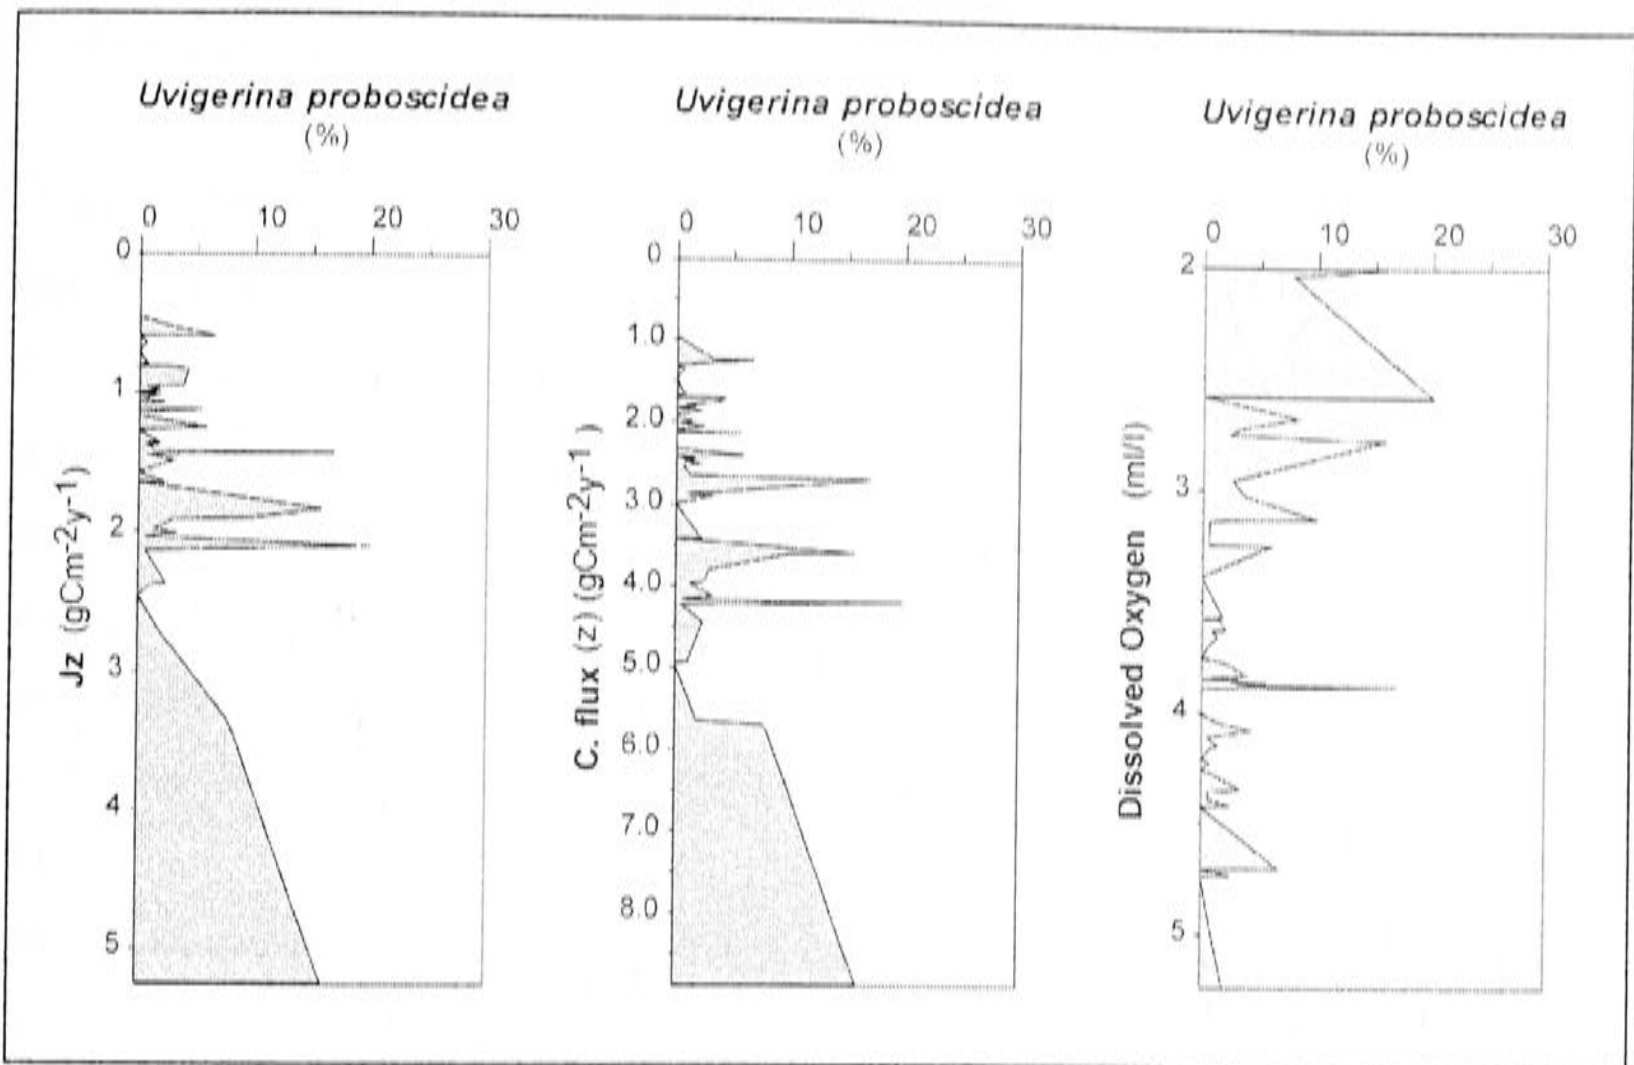 Uvigerina proboscidea
(%)
0 10 20 30
0
1
2
3
4
5
Jz (gCm-2y-1)
Uvigerina proboscidea
(%)
0 10 20 30
0
1.0
2.0
3.0
4.0
5.0
6.0
7.0
8.0
C. flux (z) (gCm-2y-1)
Uvigerina proboscidea
(%)
0 10 20 30
2
3
4
5
Dissolved Oxygen (ml/l)